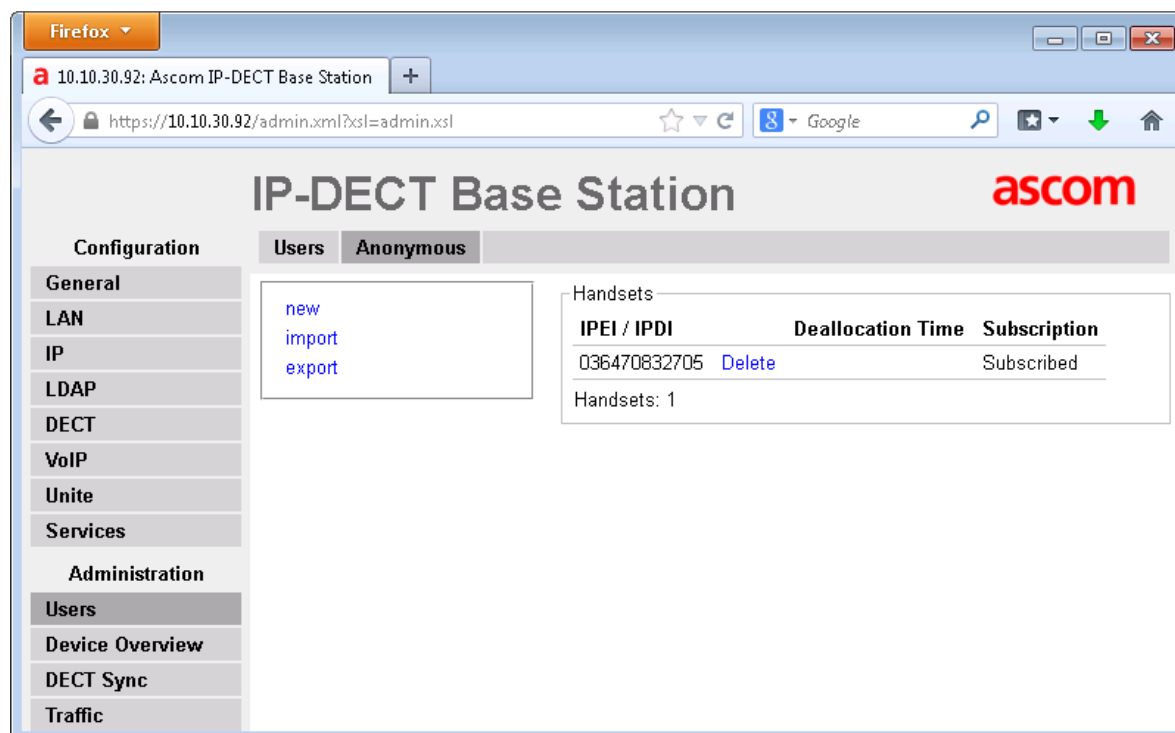 Firefox
a 10.10.30.92: Ascom IP-DECT Base Station +
https://10.10.30.92/admin.xml?xsl=admin.xsl 8 Google
IP-DECT Base Station ascom
Configuration Users Anonymous
General
LAN
IP
LDAP
DECT
VoIP
Unite
Services
Administration
Users
Device Overview
DECT Sync
Traffic
new
import
export
Handsets
IPEI / IPDI Deallocation Time Subscription
036470832705 Delete Subscribed
Handsets: 1